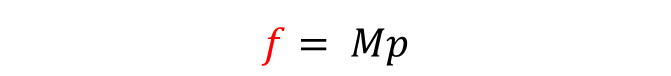 f = Mp